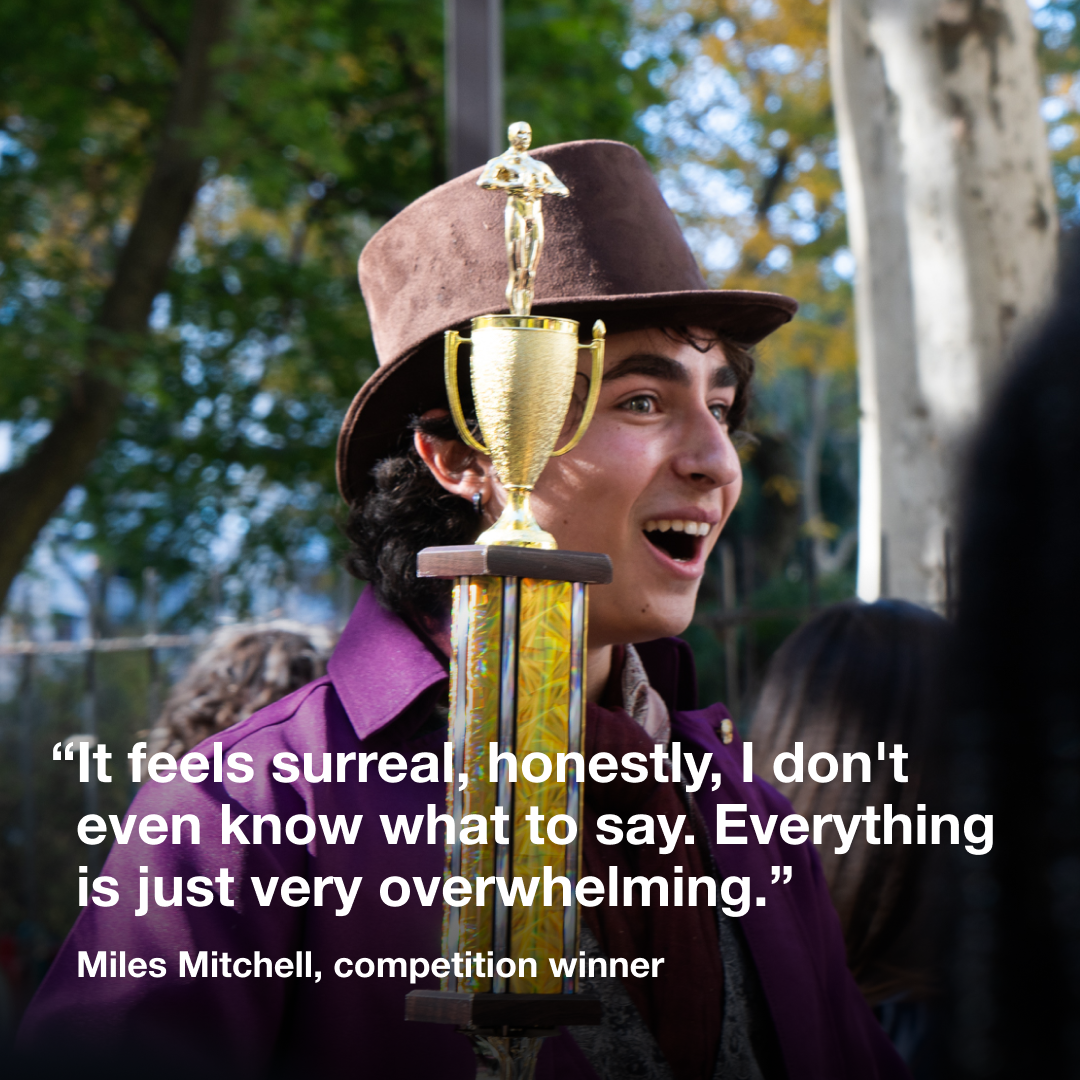 “It feels surreal, honestly, I don't
even know what to say. Everything
is just very overwhelming.”
Miles Mitchell, competition winner